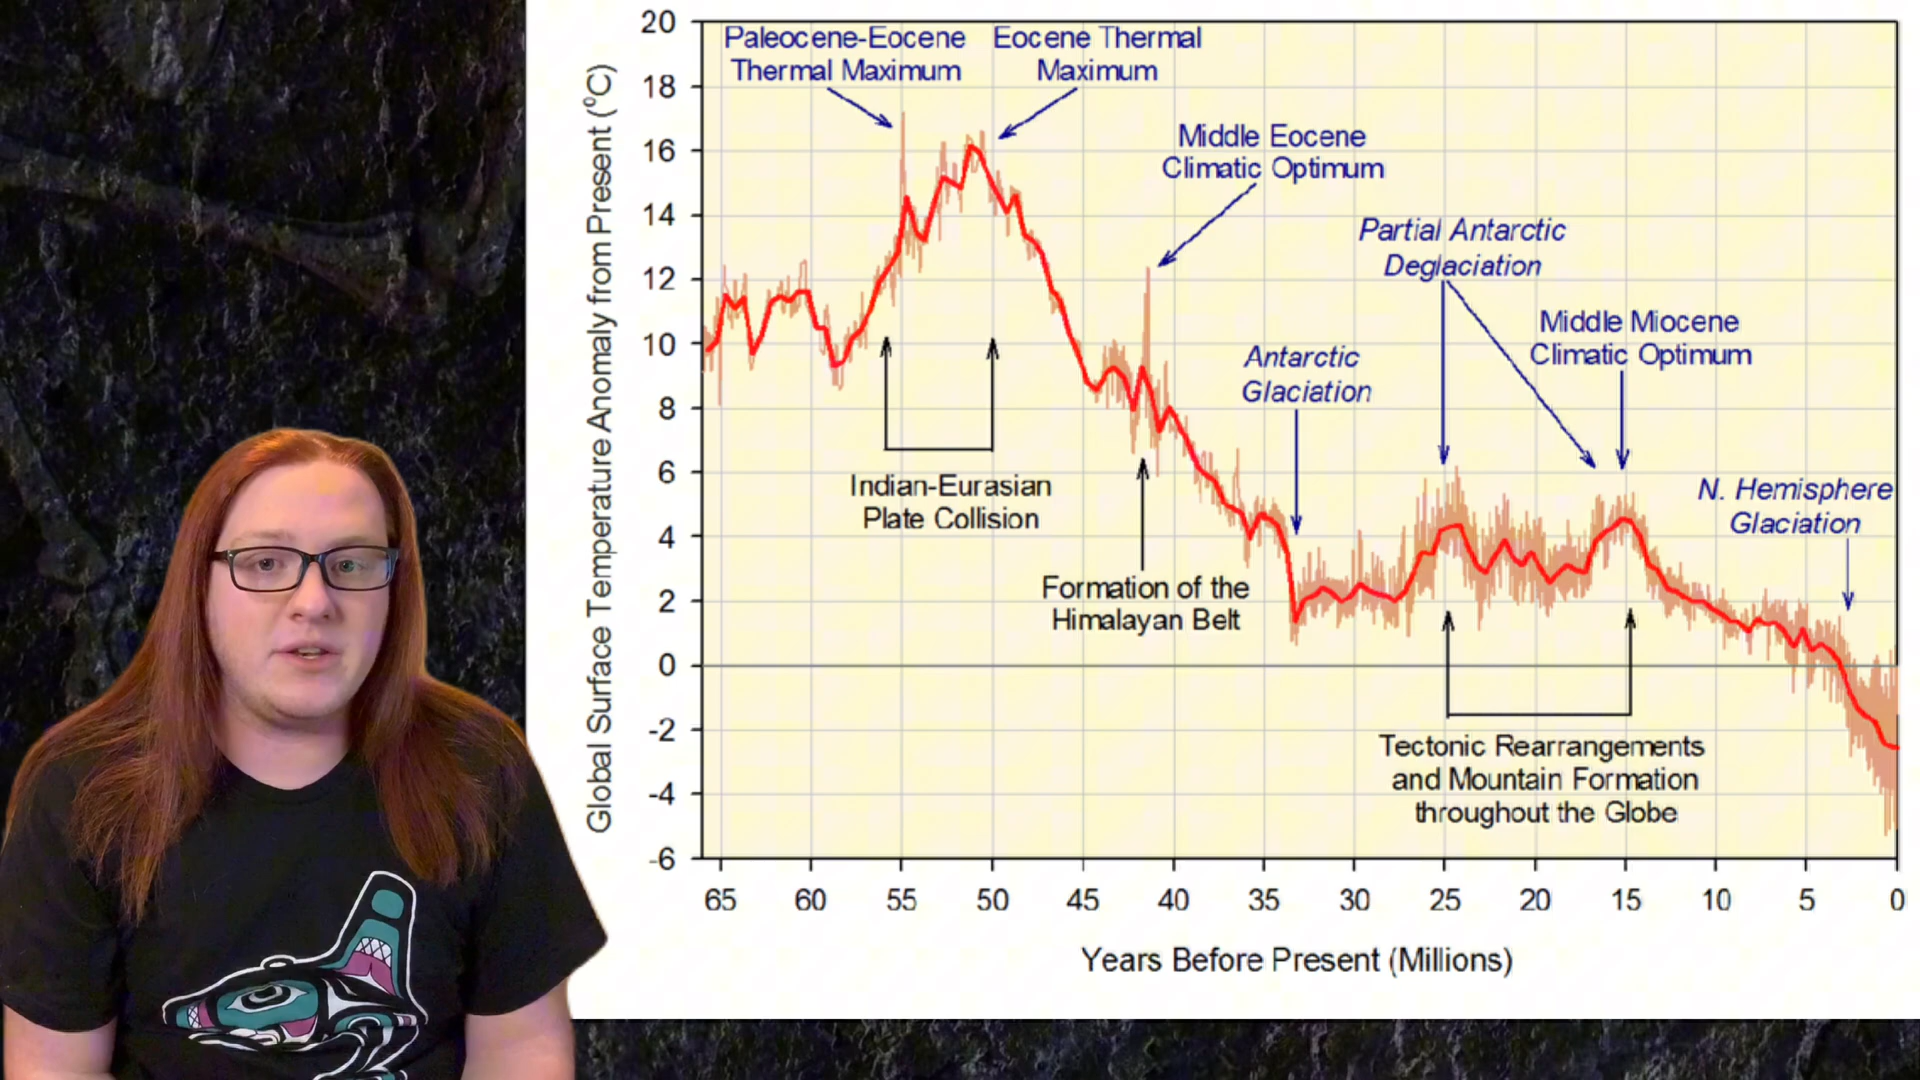 Global Surface Temperature Anomaly from Present (⁰C)
20
18
16
14
12
10
8
6
4
2
0
-2
-4
-6
Paleocene-Eocene
Thermal Maximum
Eocene Thermal
Maximum
Middle Eocene
Climatic Optimum
Partial Antarctic
Deglaciation
Middle Miocene
Climatic Optimum
Antarctic
Glaciation
N. Hemisphere
Glaciation
Indian-Eurasian
Plate Collision
Formation of the
Himalayan Belt
Tectonic Rearrangements
and Mountain Formation
throughout the Globe
65 60 55 50 45 40 35 30 25 20 15 10 5 0
Years Before Present (Millions)